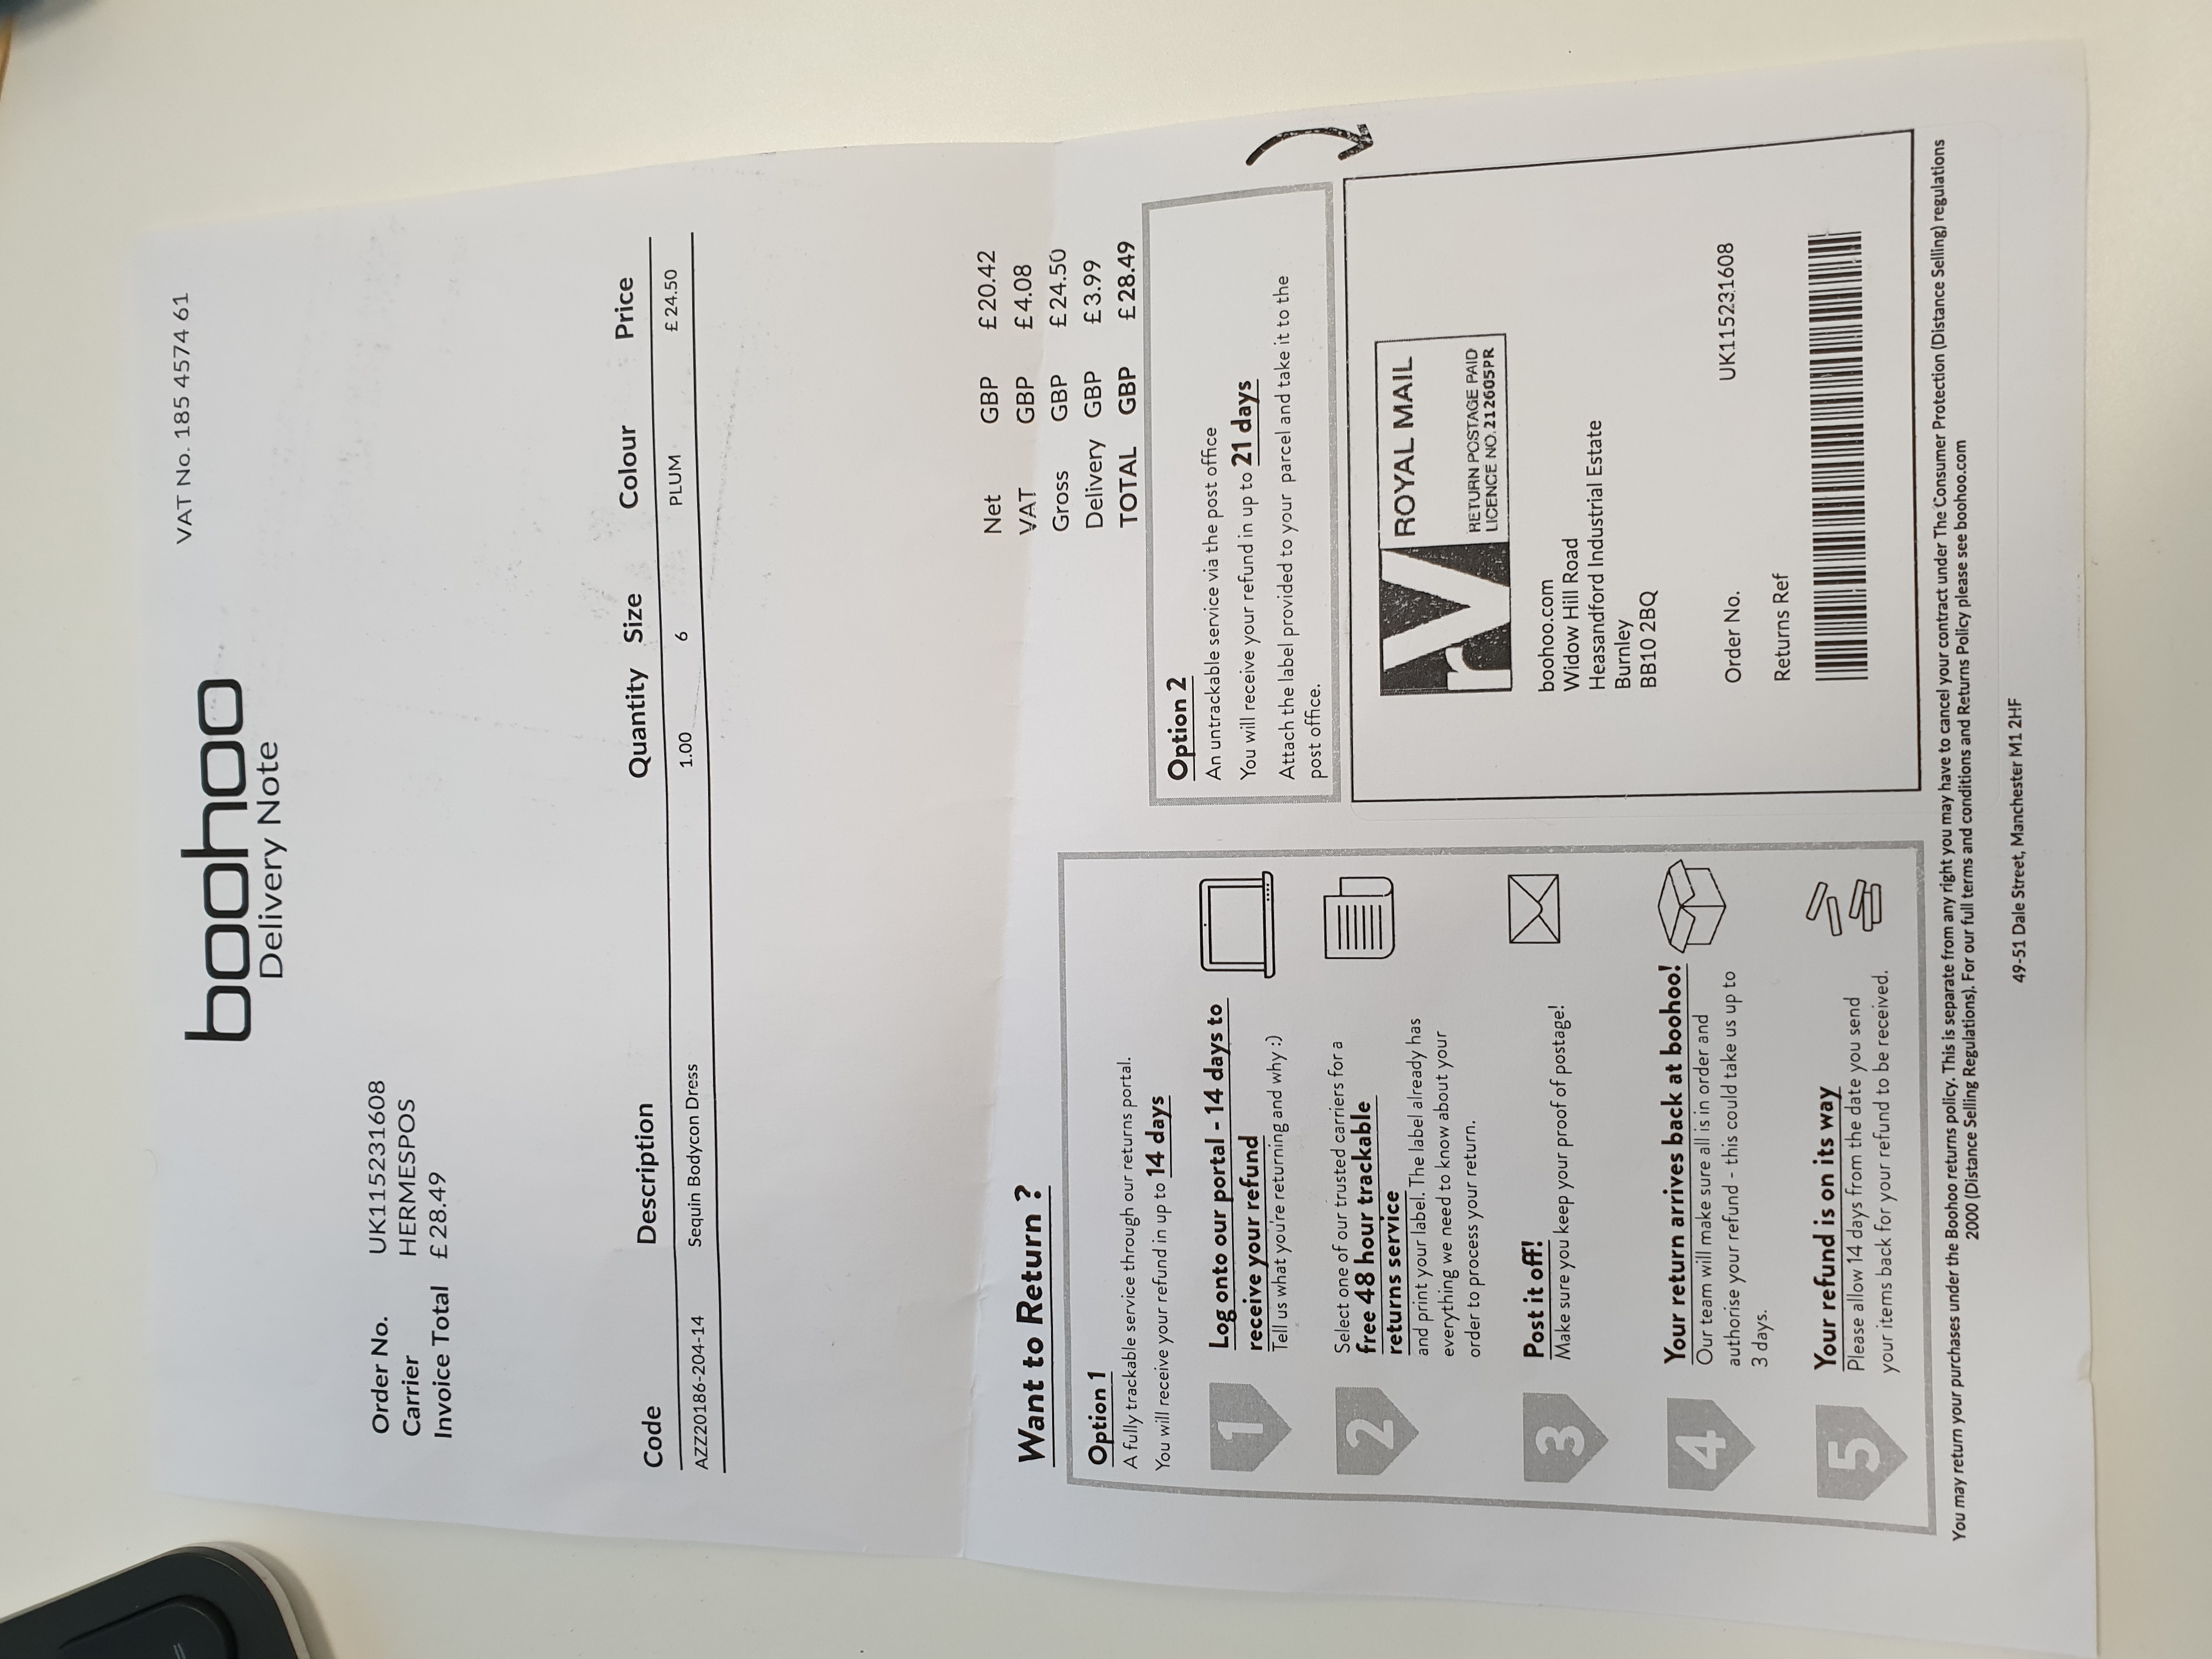 VAT No. 185 4574 61
boohoo
Delivery Note
Order No. UK115231608
Carrier HERMESPOS
Invoice Total £28.49
Code Description Quantity Size Colour Price
AZZ20186-204-14 Sequin Bodycon Dress 1.00 6 PLUM £24.50
Net GBP £20.42
VAT GBP £4.08
Gross GBP £24.50
Delivery GBP £3.99
TOTAL GBP £28.49
Want to Return ?
Option 1
A fully trackable service through our returns portal.
You will receive your refund in up to 14 days
1
Log onto our portal - 14 days to
receive your refund
Tell us what you're returning and why :)
2
Select one of our trusted carriers for a
free 48 hour trackable
returns service
and print your label. The label already has
everything we need to know about your
order to process your return.
3
Post it off!
Make sure you keep your proof of postage!
4
Your return arrives back at boohoo!
Our team will make sure all is in order and
authorise your refund - this could take us up to
3 days.
5
Your refund is on its way
Please allow 14 days from the date you send
your items back for your refund to be received.
Option 2
An untrackable service via the post office
You will receive your refund in up to 21 days
Attach the label provided to your parcel and take it to the
post office.
rV
ROYAL MAIL
RETURN POSTAGE PAID
LICENCE NO.212605PR
boohoo.com
Widow Hill Road
Heasandford Industrial Estate
Burnley
BB10 2BQ
Order No. UK115231608
Returns Ref
You may return your purchases under the Boohoo returns policy. This is separate from any right you may have to cancel your contract under The Consumer Protection (Distance Selling) regulations
2000 (Distance Selling Regulations). For our full terms and conditions and Returns Policy please see boohoo.com
49-51 Dale Street, Manchester M1 2HF